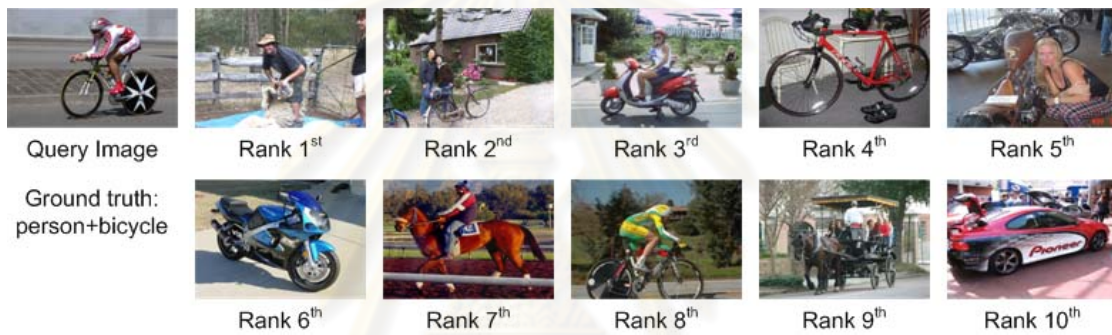 Query Image
Rank 1st
Rank 2nd
Rank 3rd
Rank 4th
Rank 5th
Ground truth:
person+bicycle
PIONEER
Rank 6th
Rank 7th
Rank 8th
Rank 9th
Rank 10th